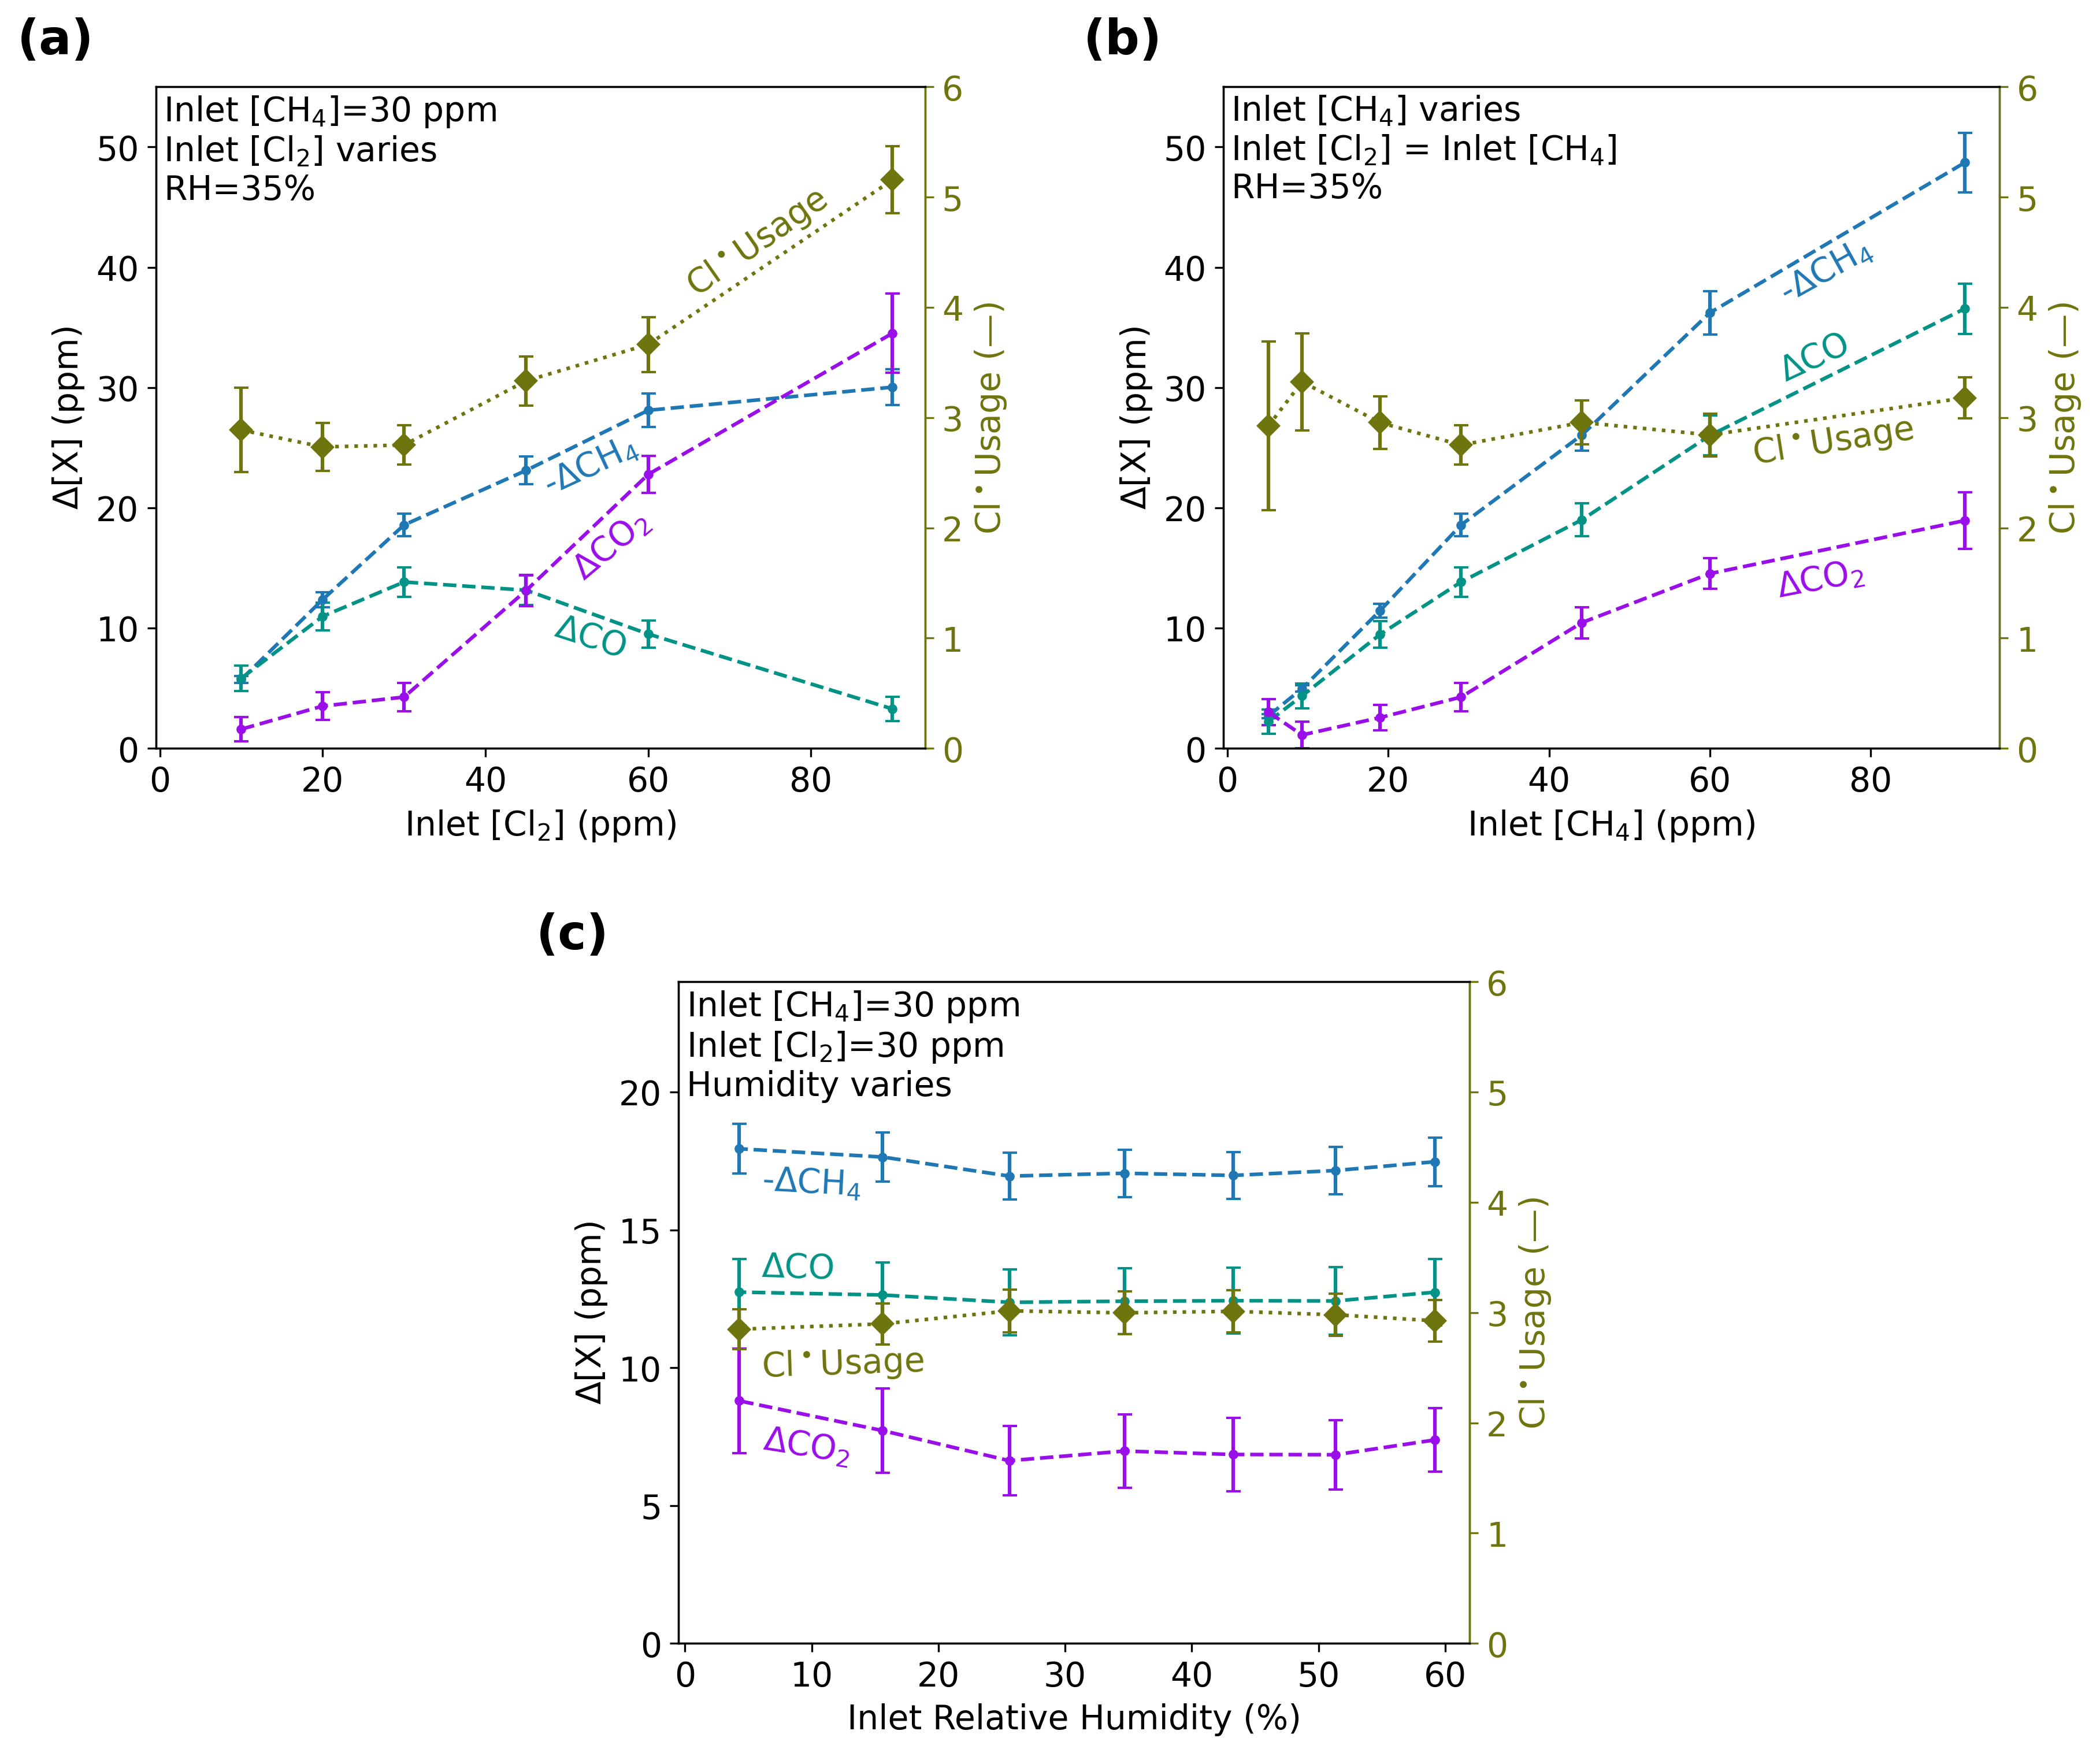 (a)
Inlet [CH₄]=30 ppm
Inlet [Cl₂] varies
RH=35%
Δ[X] (ppm)
50
40
30
20
10
0
0
20
40
60
80
Inlet [Cl₂] (ppm)
6
5
4
3
2
1
0
Cl• Usage (—)
Cl• Usage
-ΔCH₄
ΔCO₂
ΔCO
(b)
Inlet [CH₄] varies
Inlet [Cl₂] = Inlet [CH₄]
RH=35%
Δ[X] (ppm)
50
40
30
20
10
0
0
20
40
60
80
Inlet [CH₄] (ppm)
6
5
4
3
2
1
0
Cl• Usage (—)
-ΔCH₄
ΔCO
Cl• Usage
ΔCO₂
(c)
Inlet [CH₄]=30 ppm
Inlet [Cl₂]=30 ppm
Humidity varies
Δ[X] (ppm)
20
15
10
5
0
0
10
20
30
40
50
60
Inlet Relative Humidity (%)
6
5
4
3
2
1
0
Cl• Usage (—)
-ΔCH₄
ΔCO
Cl• Usage
ΔCO₂